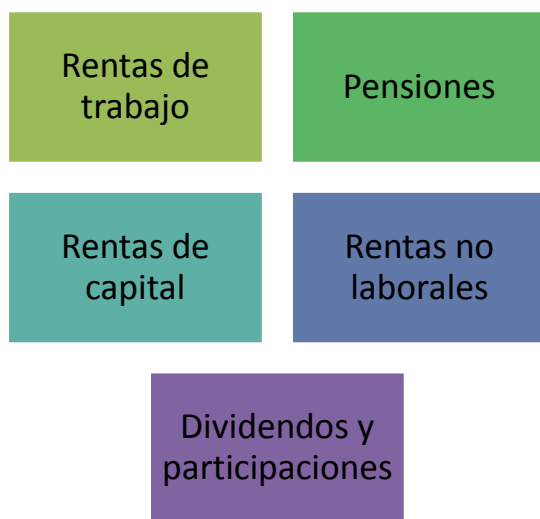 Rentas de
trabajo
Pensiones
Rentas de
capital
Rentas no
laborales
Dividendos y
participaciones